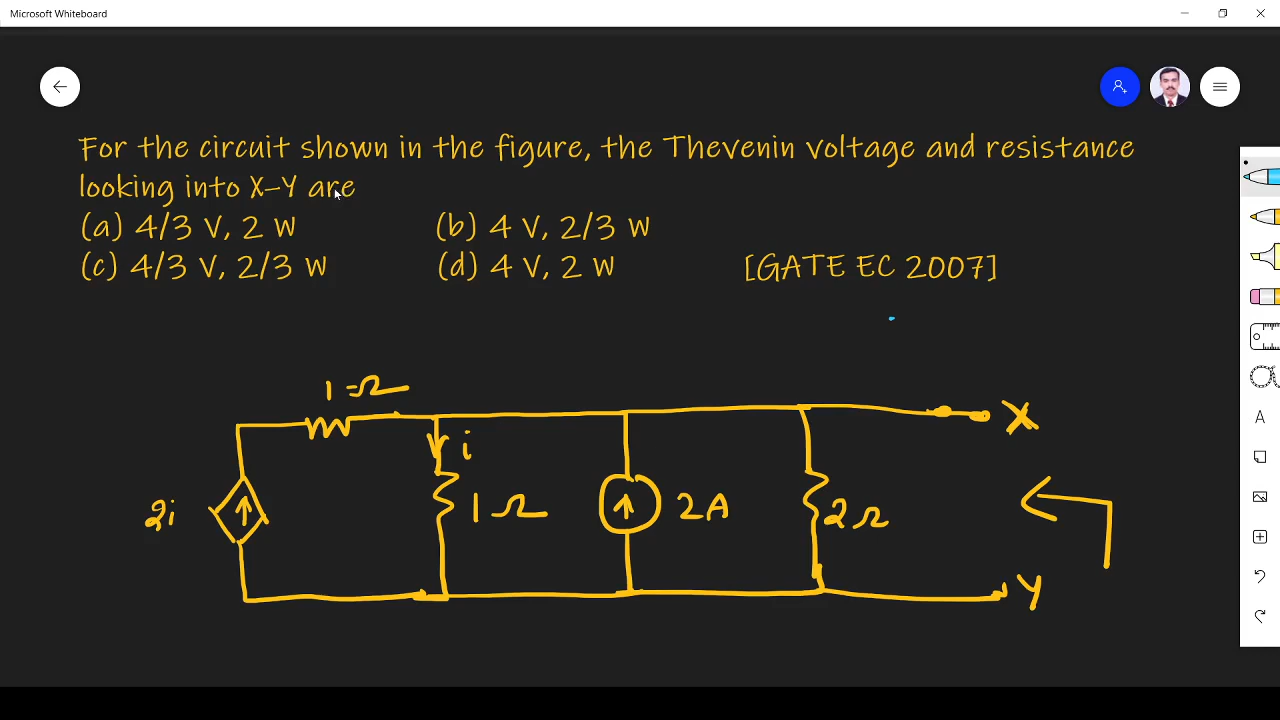 Microsoft Whiteboard
For the circuit shown in the figure, the Thevenin voltage and resistance
looking into X-Y are
(a) 4/3 V, 2 W (b) 4 V, 2/3 W
(c) 4/3 V, 2/3 W (d) 4 V, 2 W [GATE EC 2007]
1 Ω
X
i
2i
1 Ω
2A
2Ω
Y
A